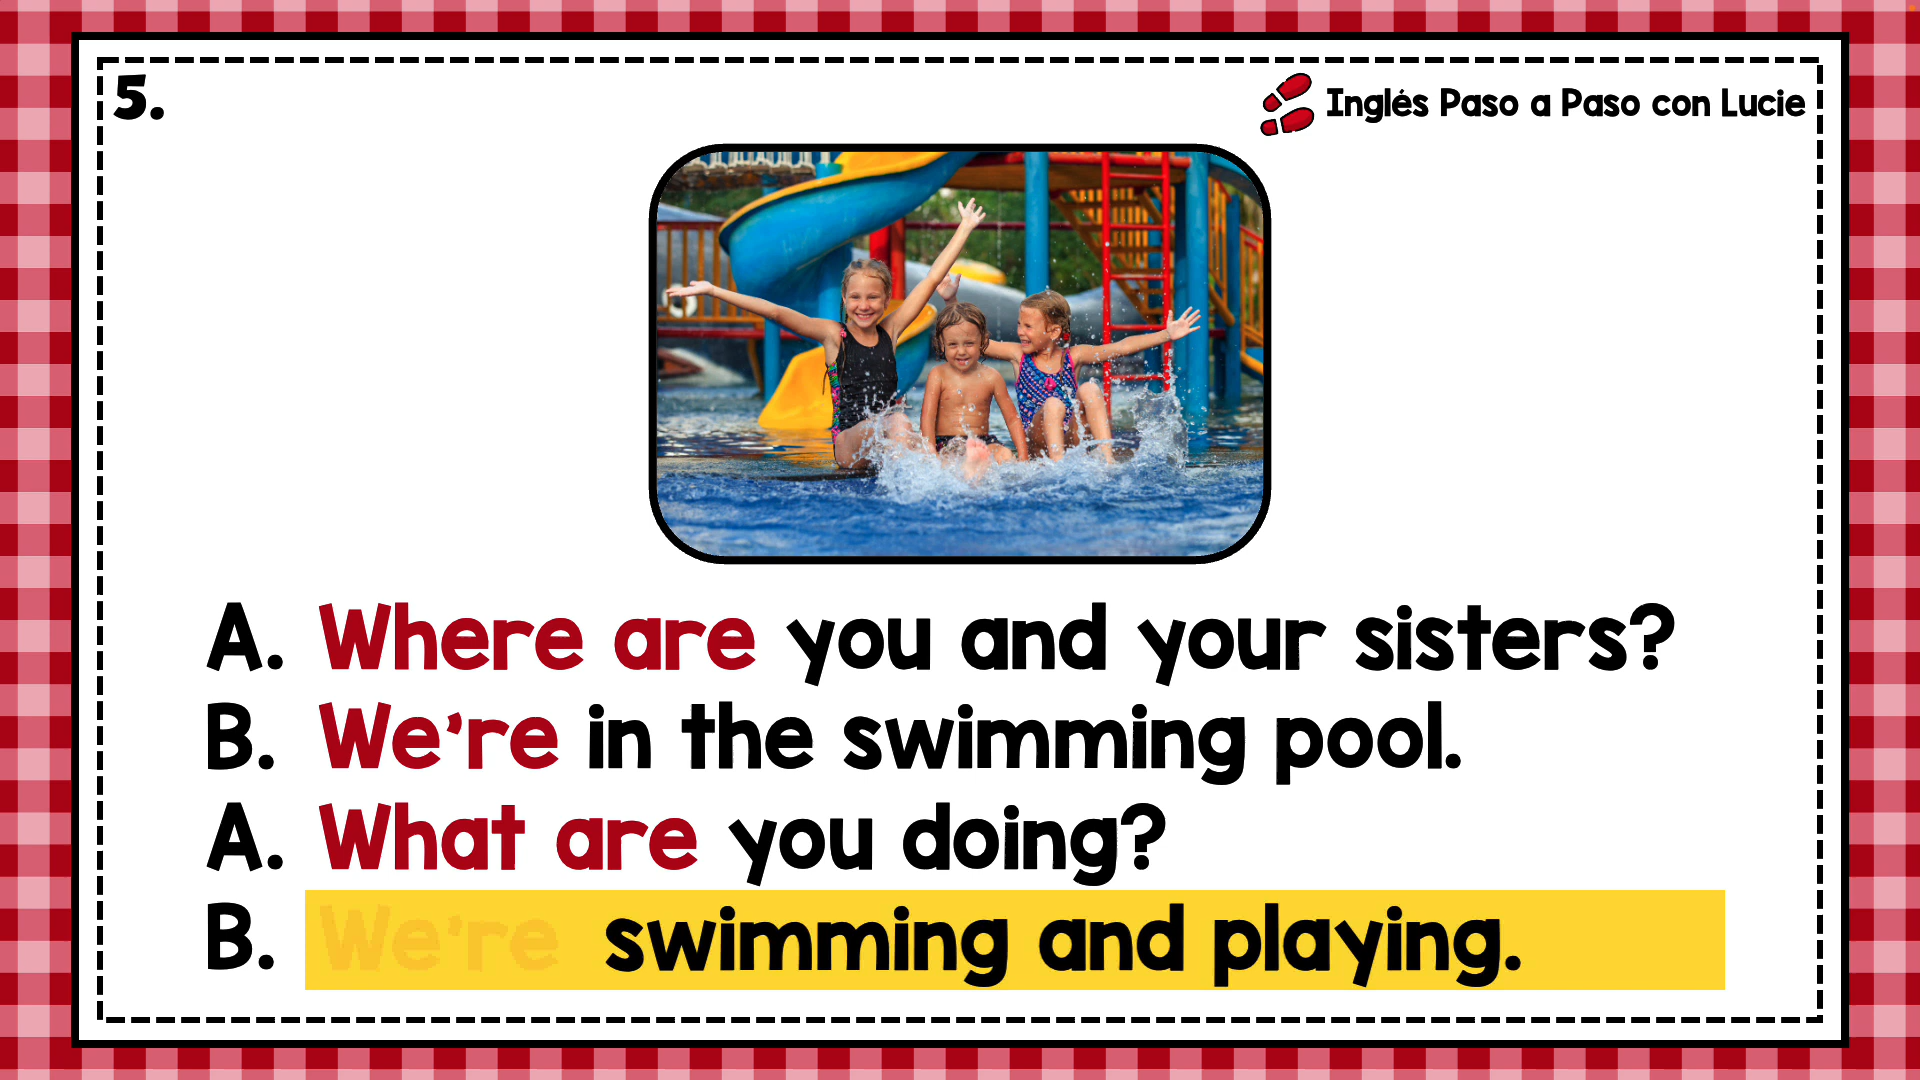 5.
Inglés Paso a Paso con Lucie
A. Where are you and your sisters?
B. We're in the swimming pool.
A. What are you doing?
B. We're swimming and playing.